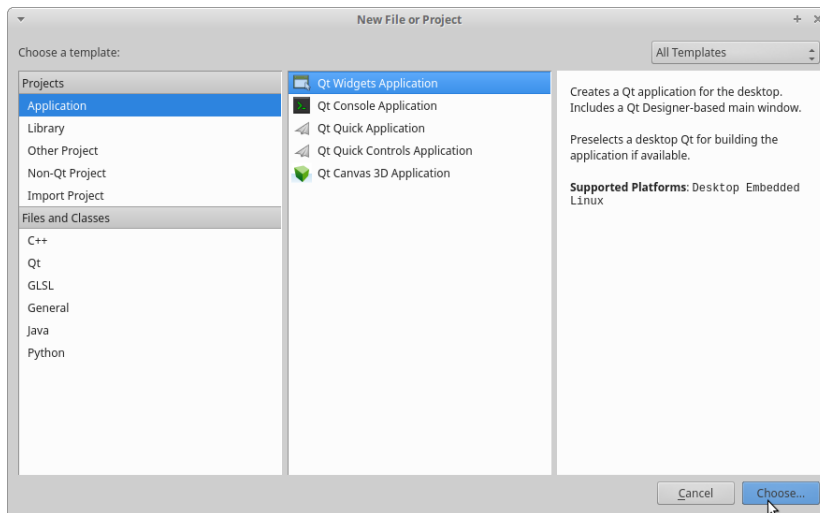 New File or Project
Choose a template:
All Templates
Projects
Application
Library
Other Project
Non-Qt Project
Import Project
Files and Classes
C++
Qt
GLSL
General
Java
Python
Qt Widgets Application
Qt Console Application
Qt Quick Application
Qt Quick Controls Application
Qt Canvas 3D Application
Creates a Qt application for the desktop.
Includes a Qt Designer-based main window.
Preselects a desktop Qt for building the
application if available.
Supported Platforms: Desktop Embedded
Linux
Cancel
Choose...